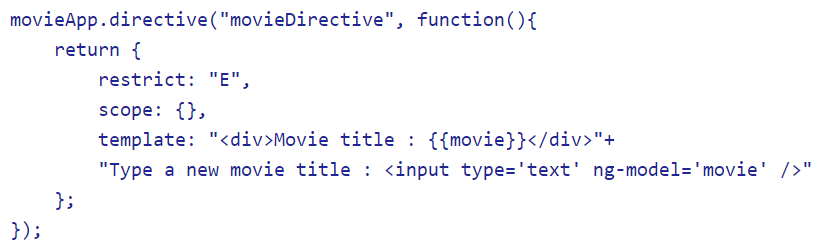 movieApp.directive("movieDirective", function(){
    return {
        restrict: "E",
        scope: {},
        template: "<div>Movie title : {{movie}}</div>"+
        "Type a new movie title : <input type='text' ng-model='movie' />"
    };
});